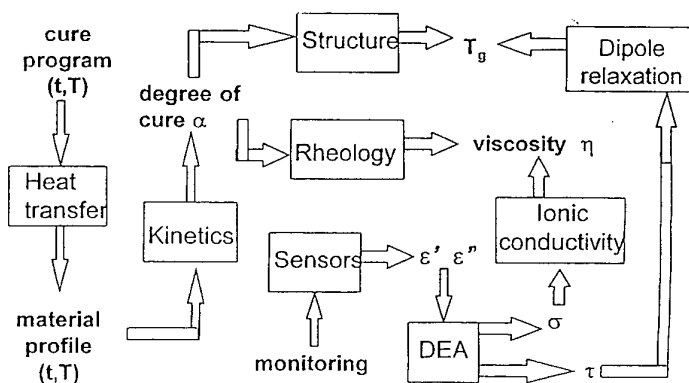 cure
program
(t,T)
Heat
transfer
material
profile
(t,T)
Kinetics
degree of
cure α
Structure
Tg
Dipole
relaxation
Rheology
viscosity η
Ionic
conductivity
Sensors
ε' ε"
monitoring
DEA
σ
τ